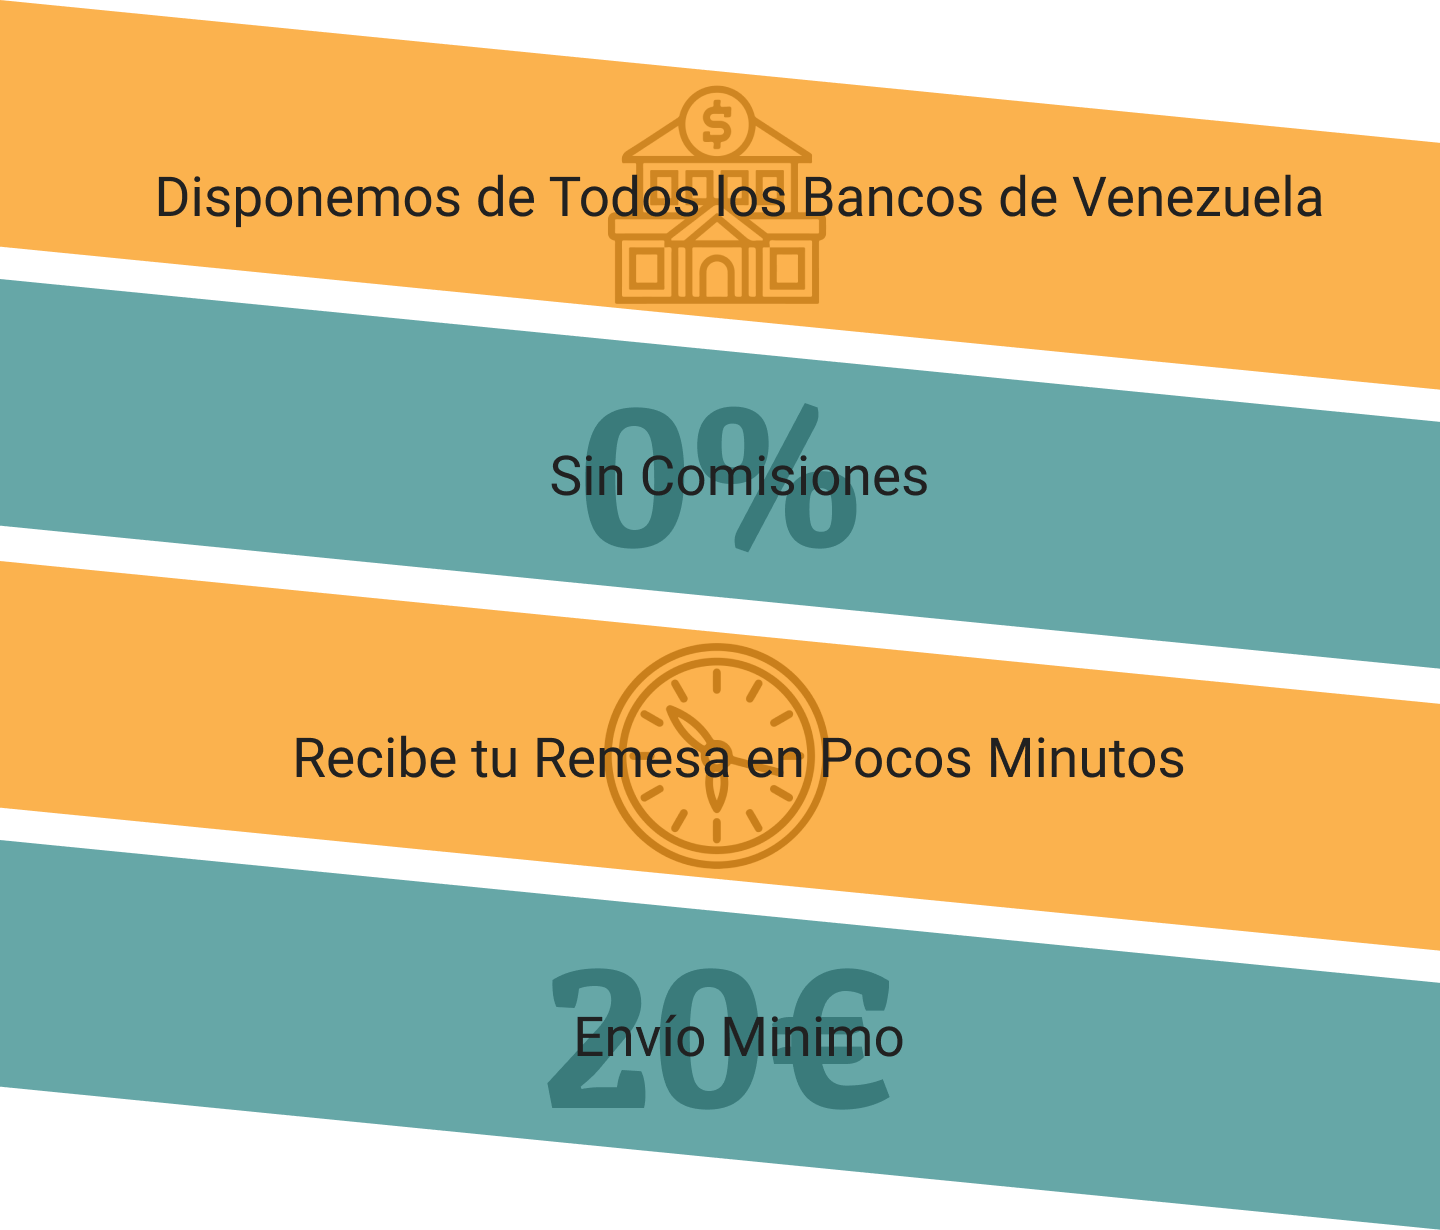 $
Disponemos de Todos los Bancos de Venezuela
0%
Sin Comisiones
Recibe tu Remesa en Pocos Minutos
20€
Envío Minimo